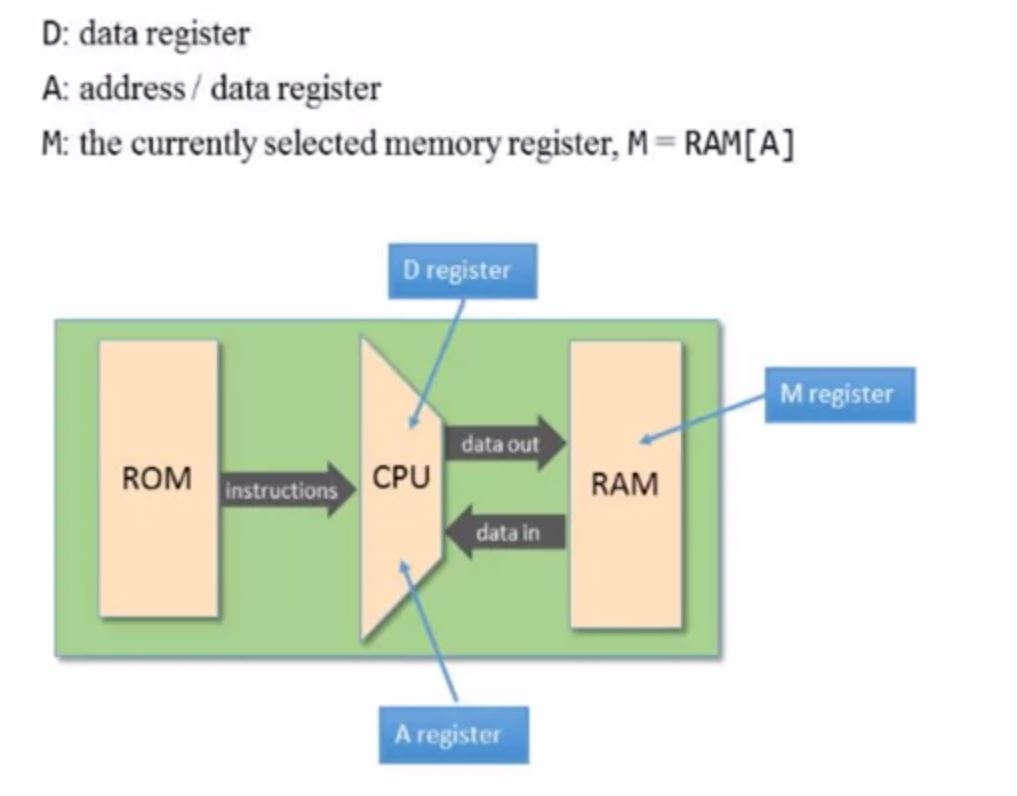 D: data register
A: address / data register
M: the currently selected memory register, M = RAM[A]
D register
M register
data out
ROM
instructions
CPU
RAM
data in
A register